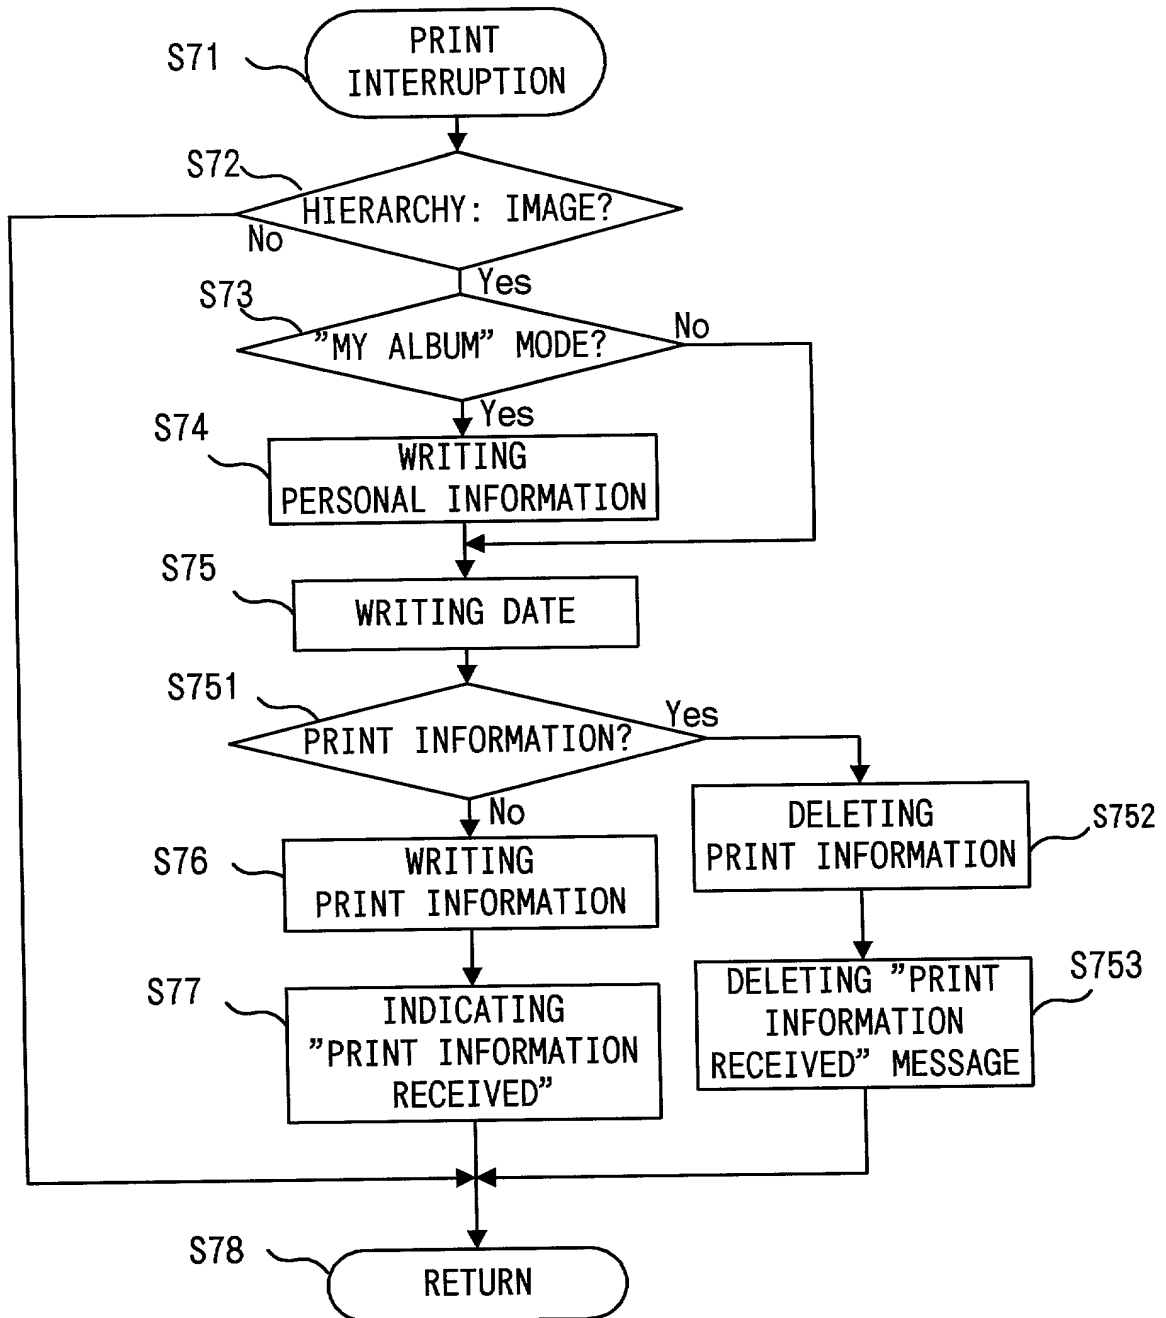 S71
PRINT
INTERRUPTION
S72
HIERARCHY: IMAGE?
No
Yes
S73
”MY ALBUM” MODE?
No
Yes
S74
WRITING
PERSONAL INFORMATION
S75
WRITING DATE
S751
PRINT INFORMATION?
Yes
No
S76
WRITING
PRINT INFORMATION
DELETING
PRINT INFORMATION
S752
S77
INDICATING
”PRINT INFORMATION
RECEIVED”
DELETING ”PRINT
INFORMATION
RECEIVED” MESSAGE
S753
S78
RETURN